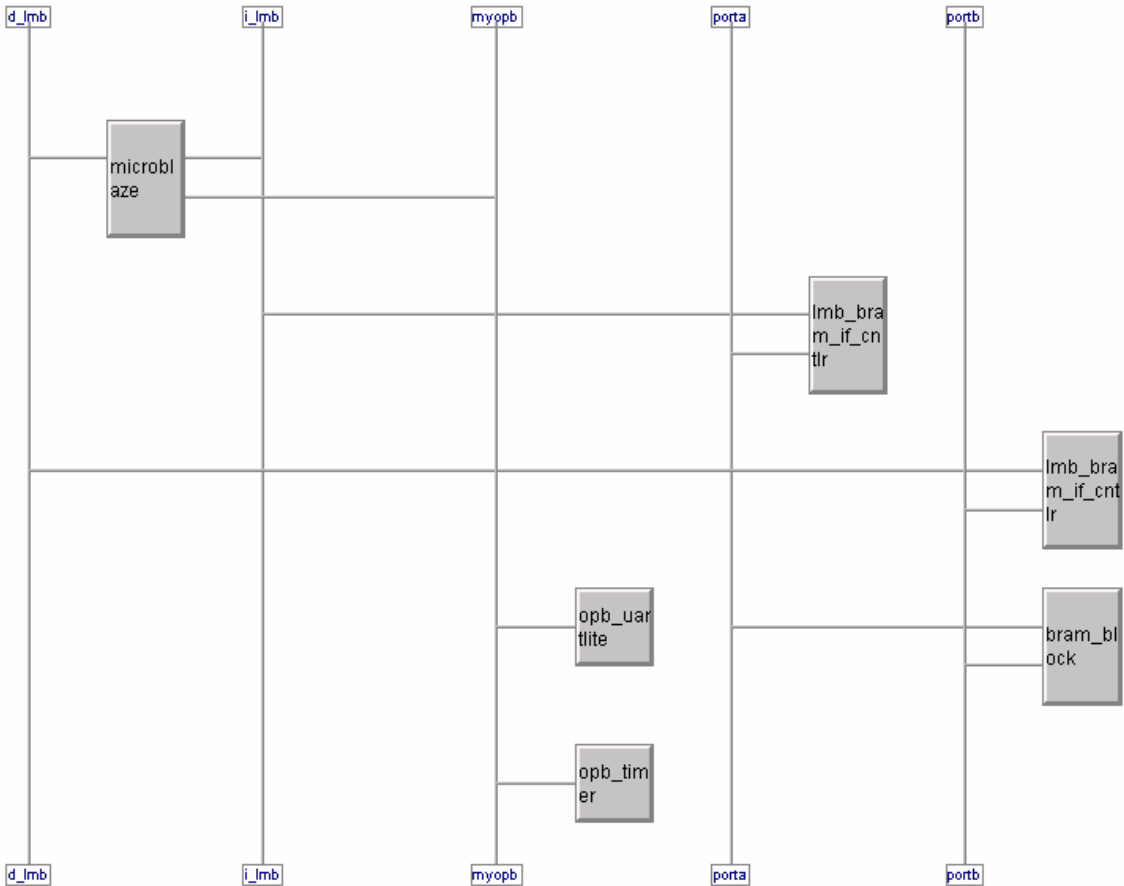 d_lmb
i_lmb
myopb
porta
portb
microbl
aze
lmb_bra
m_if_cn
tlr
lmb_bra
m_if_cnt
lr
opb_uar
tlite
bram_bl
ock
opb_tim
er
d_lmb
i_lmb
myopb
porta
portb